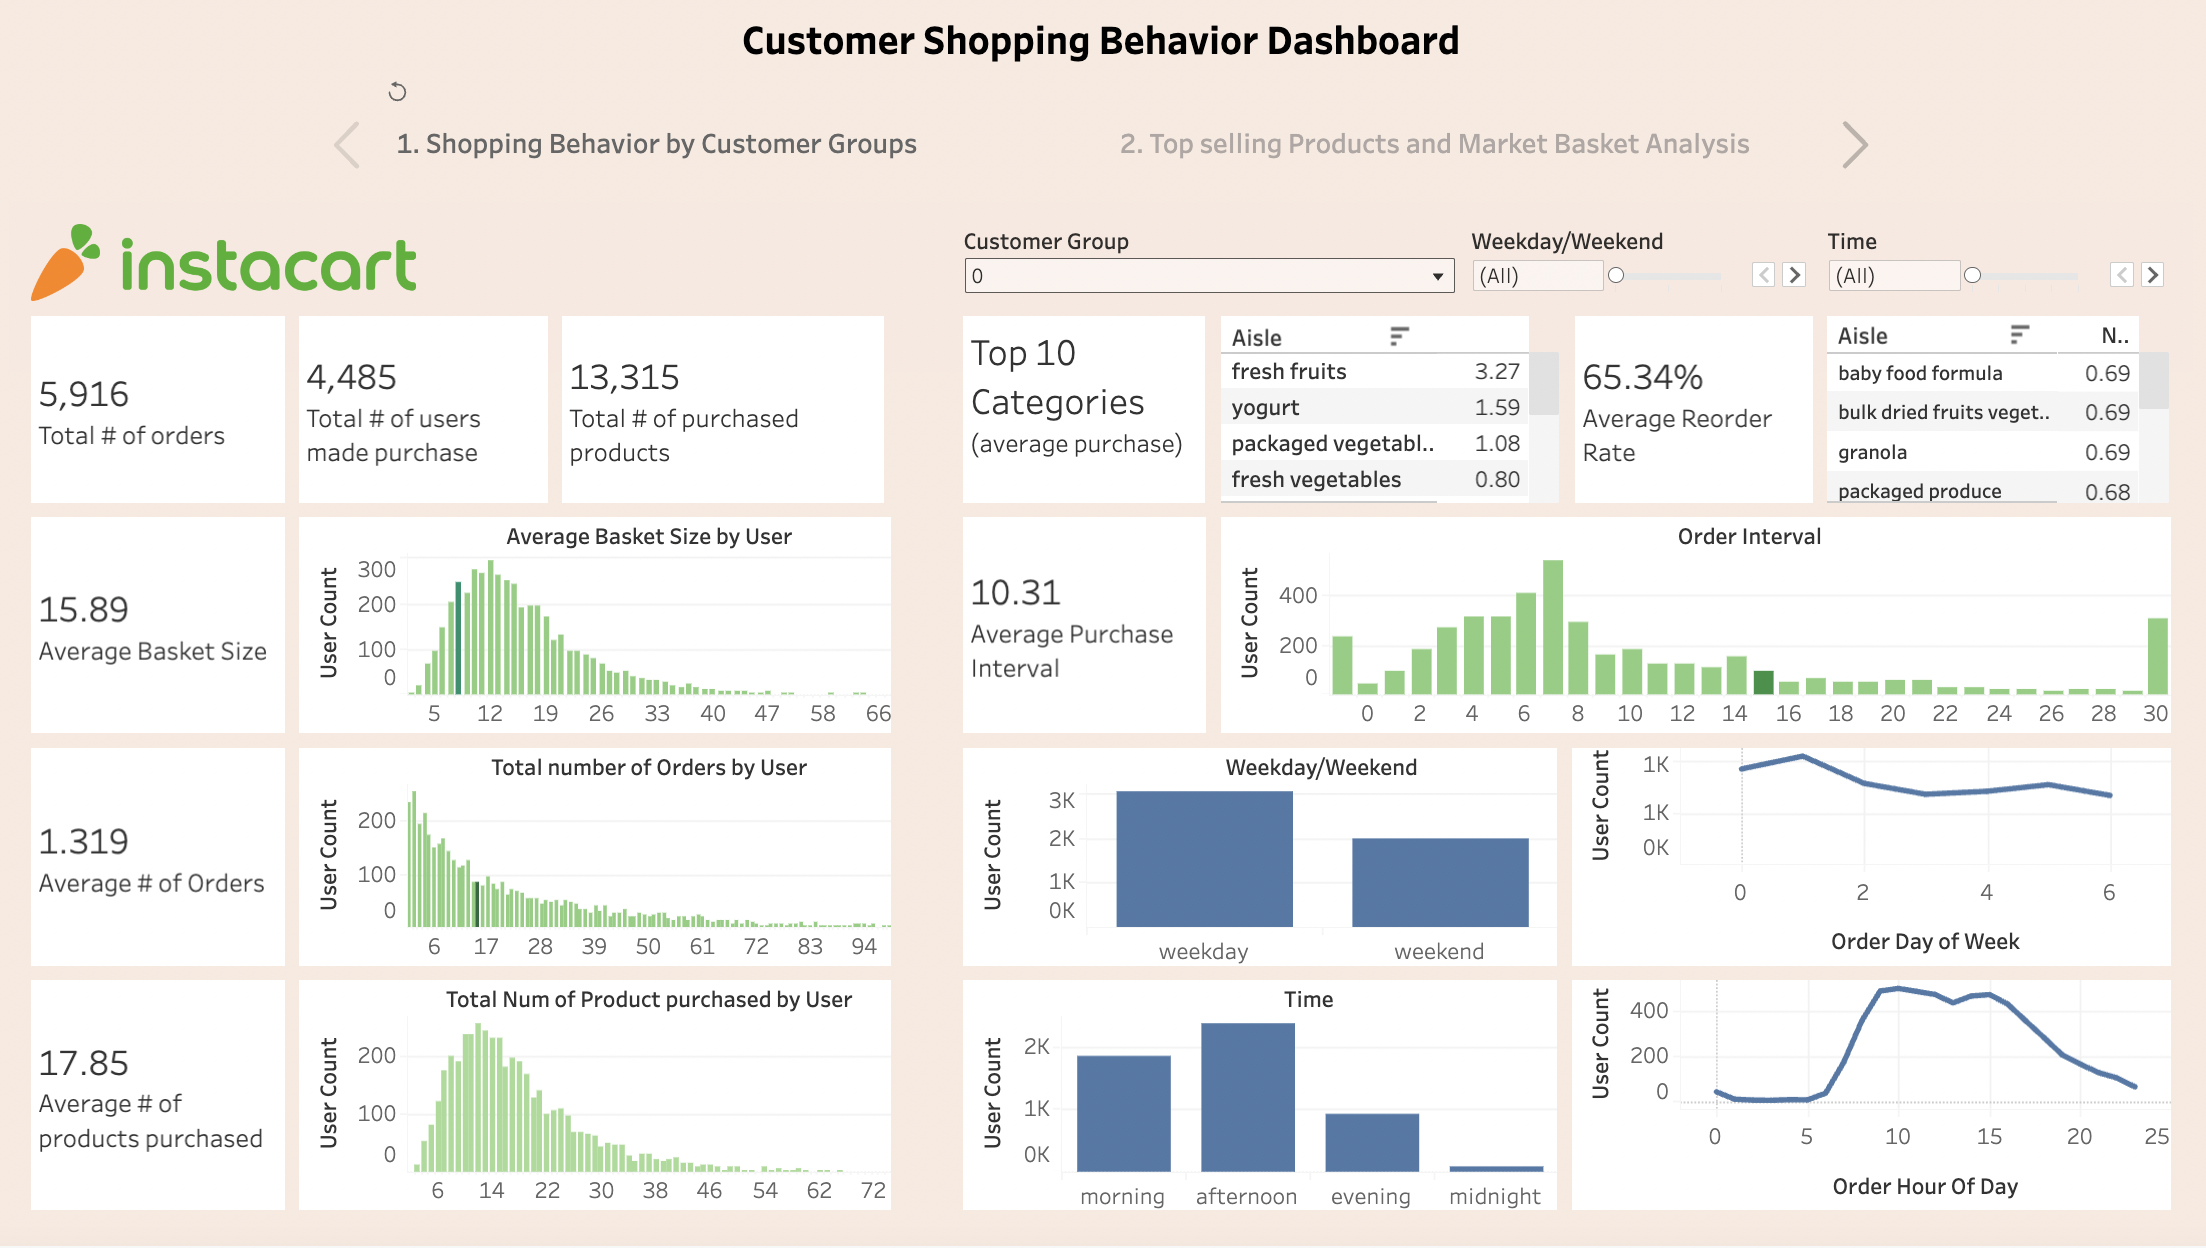 Customer Shopping Behavior Dashboard
1. Shopping Behavior by Customer Groups
2. Top selling Products and Market Basket Analysis
instacart
Customer Group
0
Weekday/Weekend
(All)
Time
(All)
5,916
Total # of orders
4,485
Total # of users
made purchase
13,315
Total # of purchased
products
Top 10
Categories
(average purchase)
Aisle
fresh fruits 3.27
yogurt 1.59
packaged vegetabl.. 1.08
fresh vegetables 0.80
65.34%
Average Reorder
Rate
Aisle N..
baby food formula 0.69
bulk dried fruits veget.. 0.69
granola 0.69
packaged produce 0.68
15.89
Average Basket Size
Average Basket Size by User
User Count
300
200
100
0
5 12 19 26 33 40 47 58 66
10.31
Average Purchase
Interval
Order Interval
User Count
400
200
0
0 2 4 6 8 10 12 14 16 18 20 22 24 26 28 30
1.319
Average # of Orders
Total number of Orders by User
User Count
200
100
0
6 17 28 39 50 61 72 83 94
Weekday/Weekend
User Count
3K
2K
1K
0K
weekday weekend
User Count
1K
1K
0K
0 2 4 6
Order Day of Week
17.85
Average # of
products purchased
Total Num of Product purchased by User
User Count
200
100
0
6 14 22 30 38 46 54 62 72
Time
User Count
2K
1K
0K
morning afternoon evening midnight
User Count
400
200
0
0 5 10 15 20 25
Order Hour Of Day